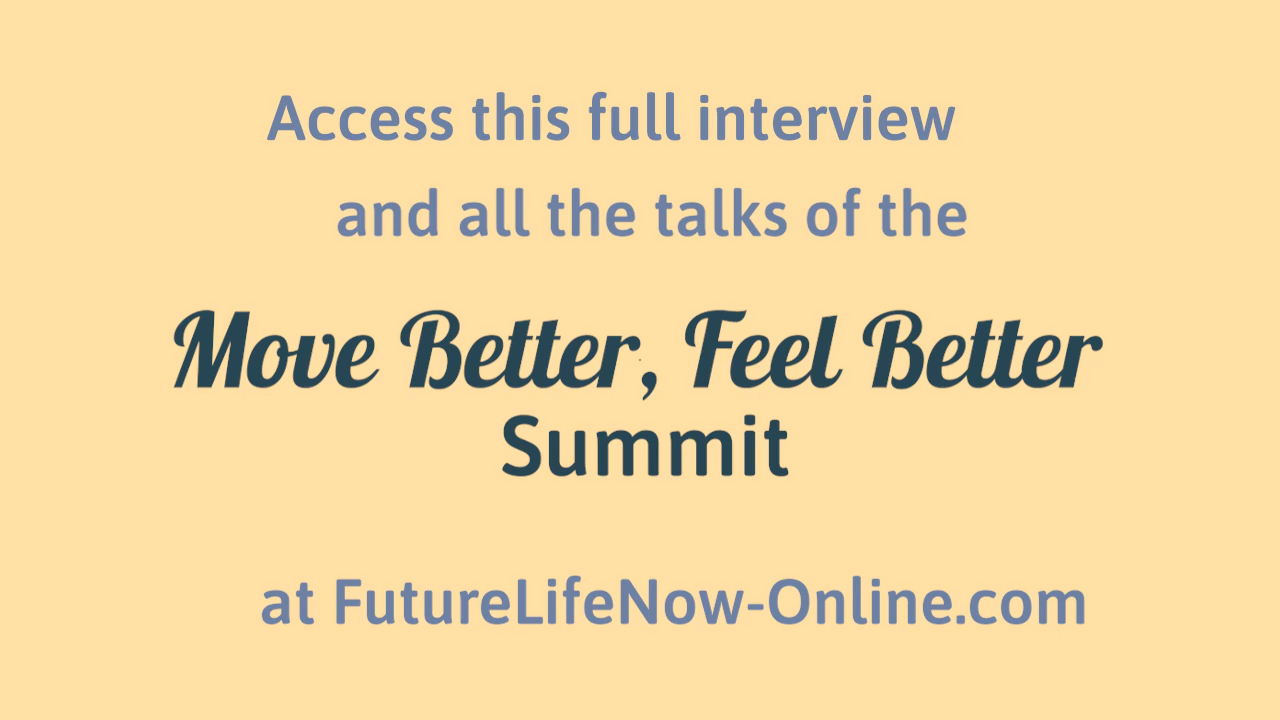 Access this full interview
and all the talks of the
Move Better, Feel Better
Summit
at FutureLifeNow-Online.com